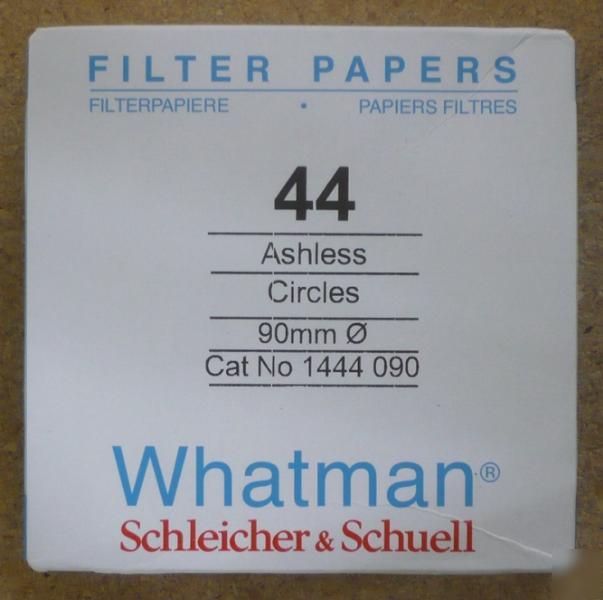 FILTER PAPERS
FILTERPAPIERE • PAPIERS FILTRES
44
Ashless
Circles
90mm Ø
Cat No 1444 090
Whatman®
Schleicher & Schuell